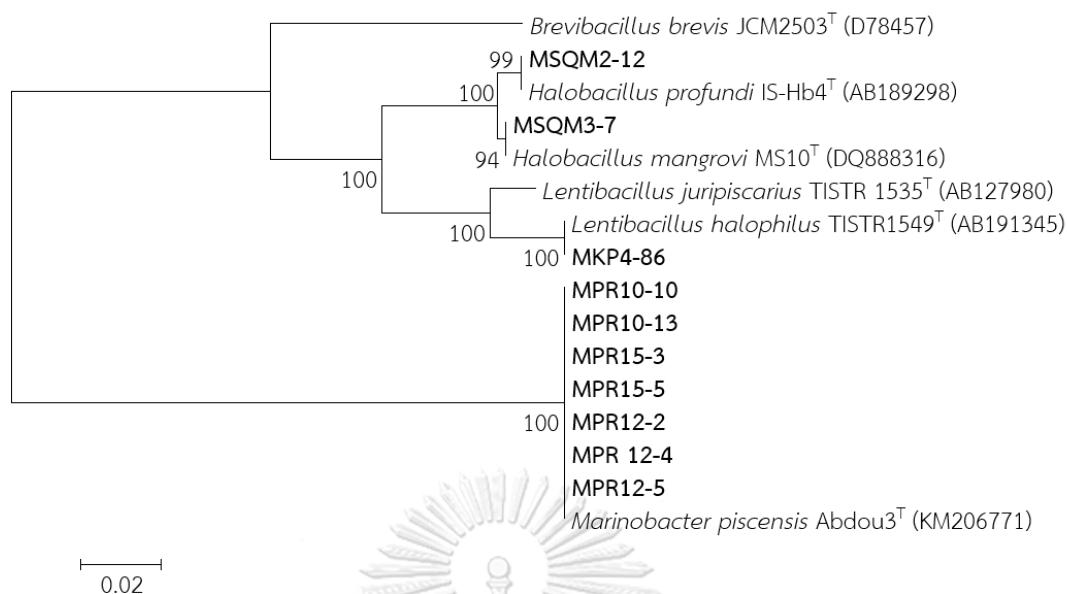 Brevibacillus brevis JCM2503ᵀ (D78457)
99 MSQM2-12
100 Halobacillus profundi IS-Hb4ᵀ (AB189298)
MSQM3-7
94 Halobacillus mangrovi MS10ᵀ (DQ888316)
100
Lentibacillus juripiscarius TISTR 1535ᵀ (AB127980)
Lentibacillus halophilus TISTR1549ᵀ (AB191345)
100
100 MKP4-86
MPR10-10
MPR10-13
MPR15-3
MPR15-5
100 MPR12-2
MPR 12-4
MPR12-5
Marinobacter piscensis Abdou3ᵀ (KM206771)
0.02